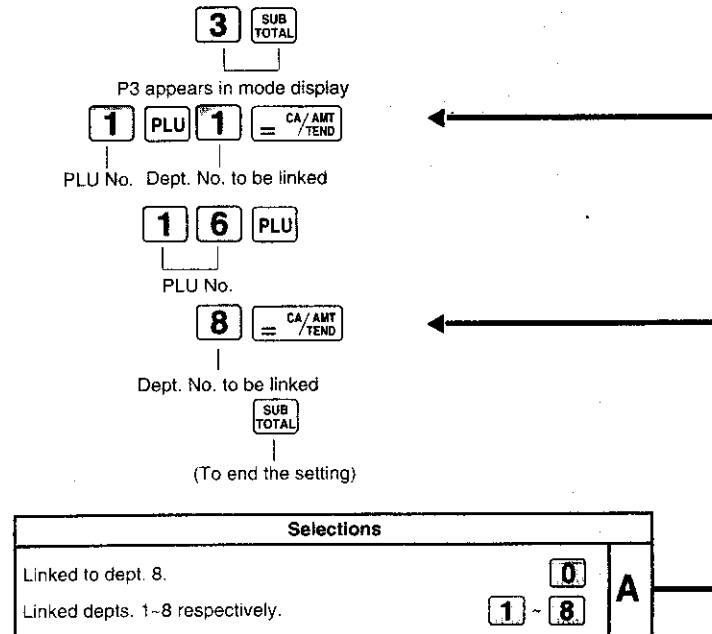 3 SUB TOTAL
P3 appears in mode display
1 PLU 1 = CA/AMT TEND
PLU No. Dept. No. to be linked
1 6 PLU
PLU No.
8 = CA/AMT TEND
Dept. No. to be linked
SUB TOTAL
(To end the setting)
Selections
Linked to dept. 8. 0
A
Linked depts. 1~8 respectively. 1 ~ 8